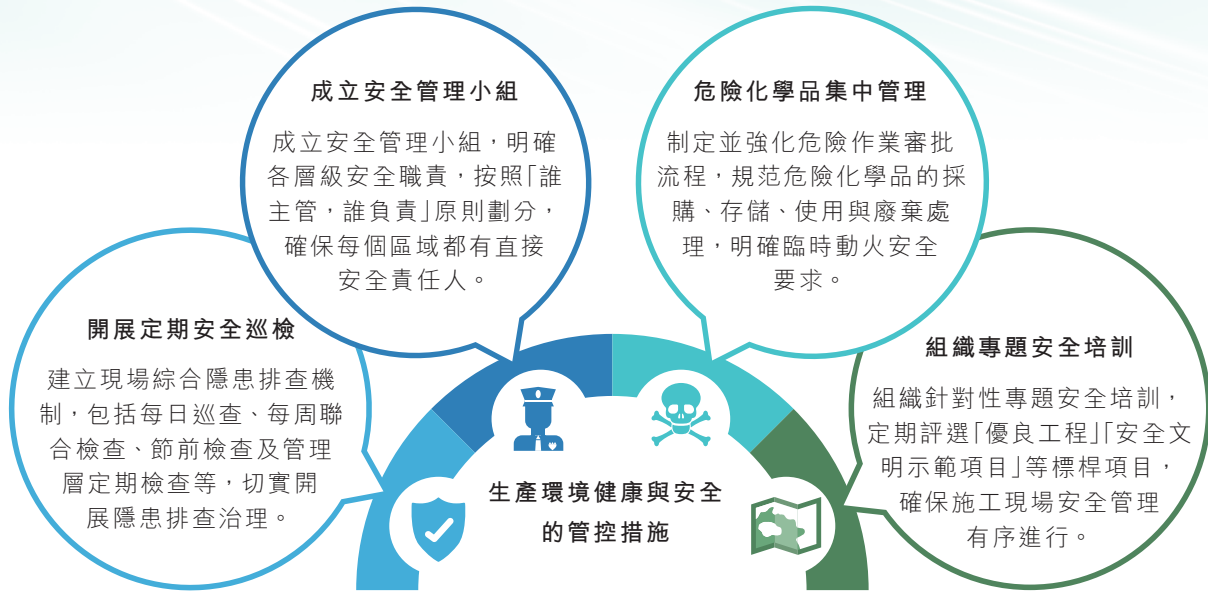 成立安全管理小組
成立安全管理小組，明確
各層級安全職責，按照「誰
主管，誰負責」原則劃分，
確保每個區域都有直接
安全責任人。
危險化學品集中管理
制定並強化危險作業審批
流程，規范危險化學品的採
購、存儲、使用與廢棄處
理，明確臨時動火安全
要求。
開展定期安全巡檢
建立現場綜合隱患排查機
制，包括每日巡查、每周聯
合檢查、節前檢查及管理
層定期檢查等，切實開
展隱患排查治理。
組織專題安全培訓
組織針對性專題安全培訓，
定期評選「優良工程」「安全文
明示範項目」等標桿項目，
確保施工現場安全管理
有序進行。
生產環境健康與安全
的管控措施